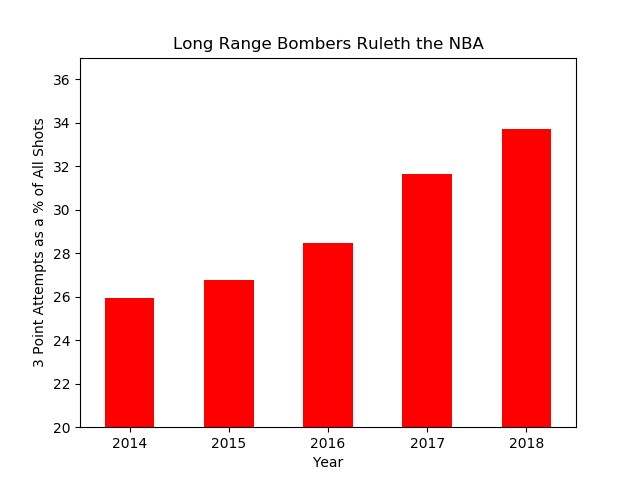 Long Range Bombers Ruleth the NBA
3 Point Attempts as a % of All Shots
36
34
32
30
28
26
24
22
20
2014 2015 2016 2017 2018
Year